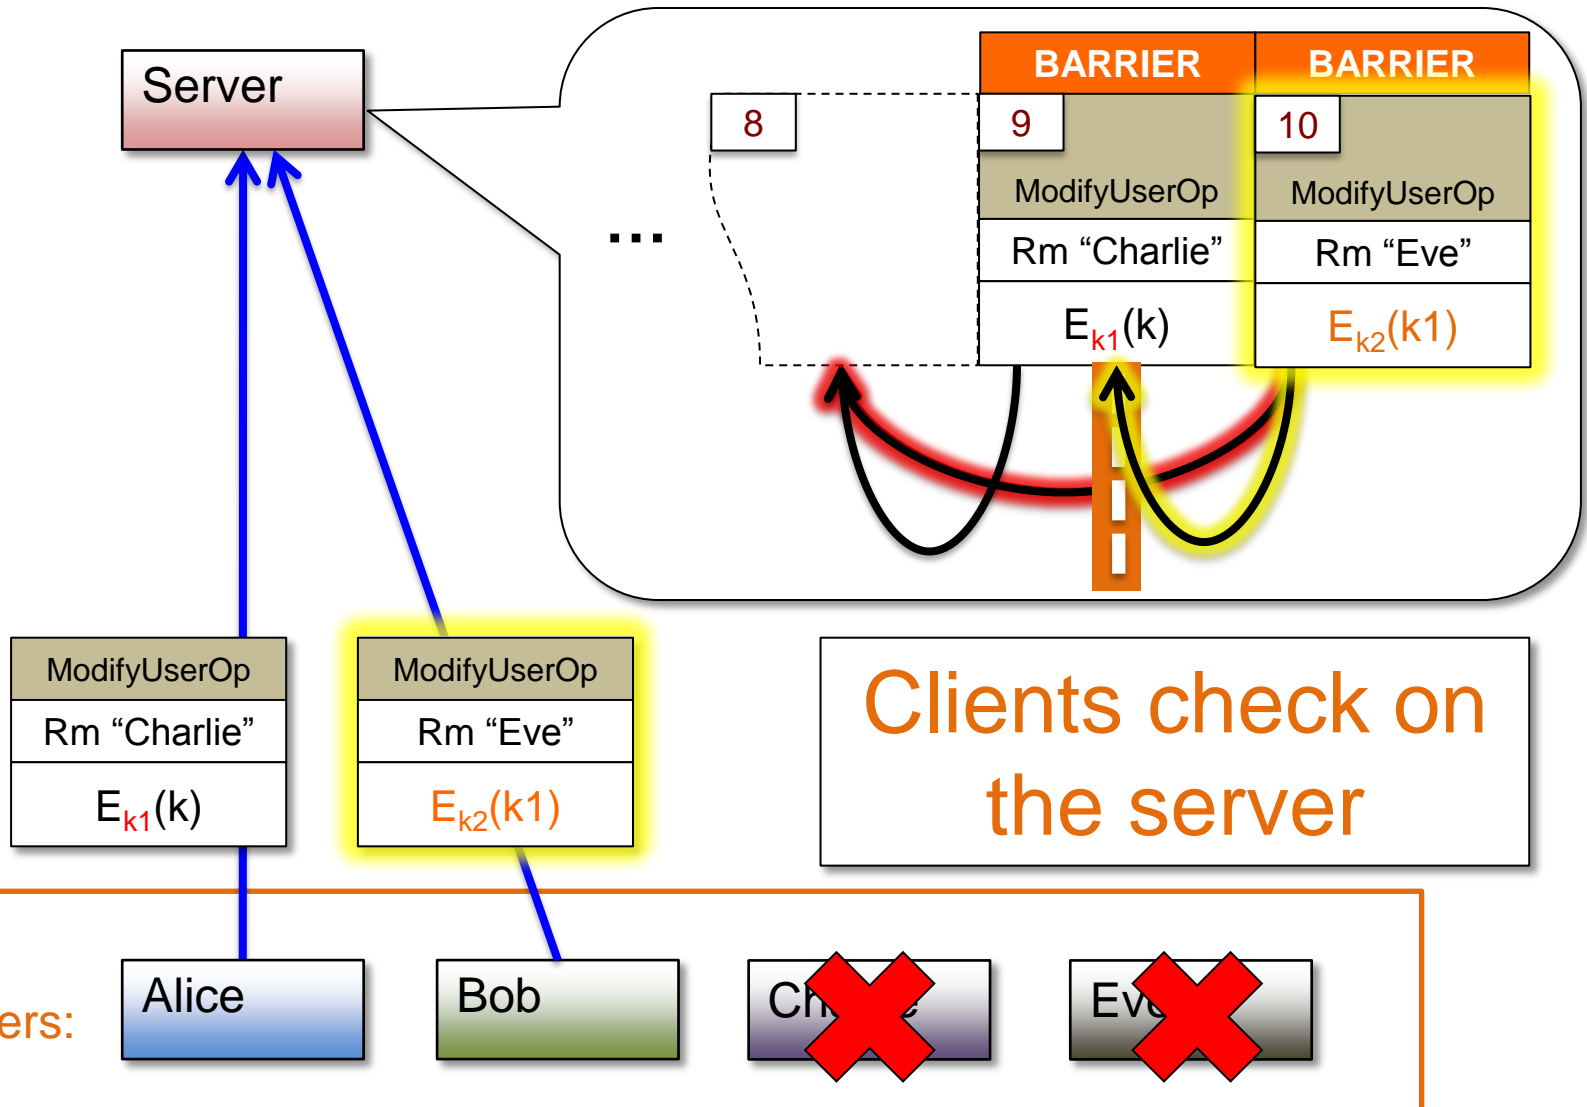 Server
BARRIER BARRIER
8 9 10
ModifyUserOp ModifyUserOp
...
Rm “Charlie” Rm “Eve”
Ek1(k) Ek2(k1)
ModifyUserOp ModifyUserOp
Rm “Charlie” Rm “Eve”
Ek1(k) Ek2(k1)
Clients check on
the server
ers:
Alice Bob